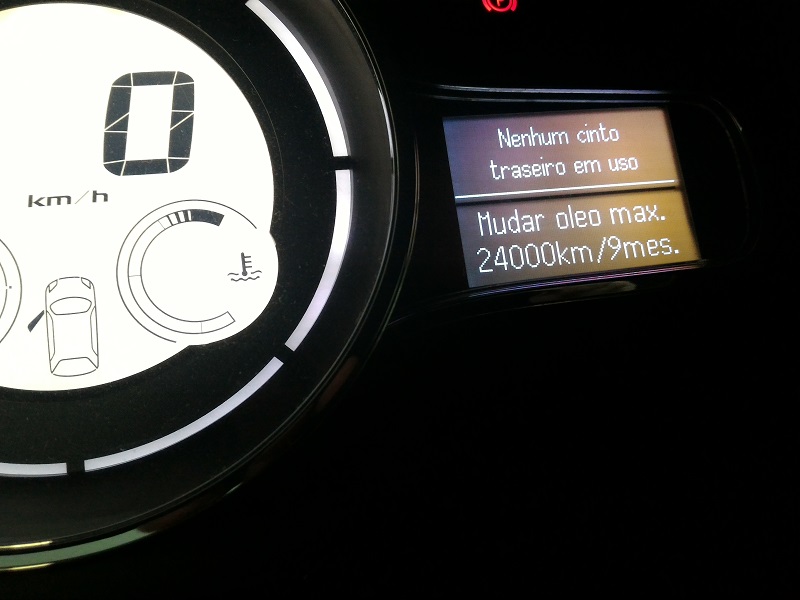 0
km/h
Nenhum cinto
traseiro em uso
Mudar oleo max.
24000km/9mes.
P